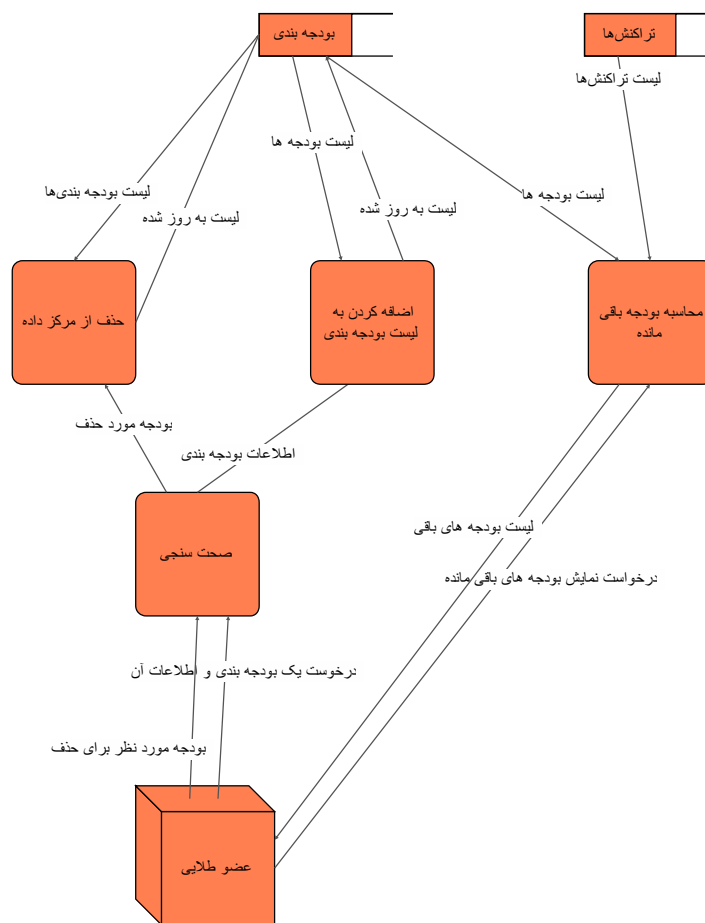 بودجه بندی
تراکنش‌ها
لیست تراکنش‌ها
لیست بودجه ها
لیست بودجه بندی‌ها
لیست بودجه ها
لیست به روز شده
لیست به روز شده
حذف از مرکز داده
اضافه کردن به
لیست بودجه بندی
محاسبه بودجه باقی
مانده
بودجه مورد حذف
اطلاعات بودجه بندی
لیست بودجه های باقی
صحت سنجی
درخواست نمایش بودجه های باقی مانده
درخوست یک بودجه بندی و اطلاعات آن
بودجه مورد نظر برای حذف
عضو طلایی